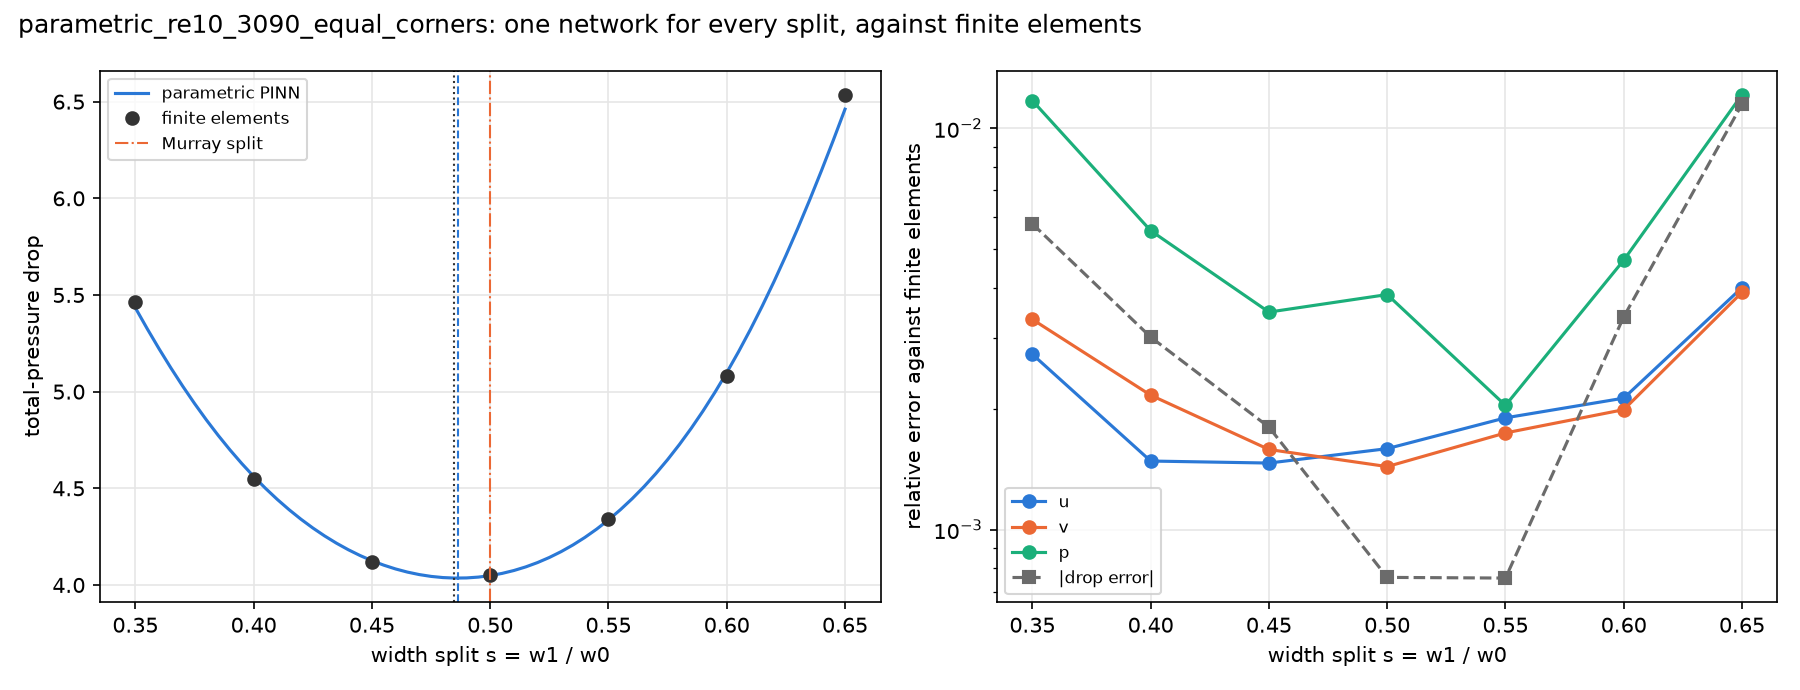 parametric_re10_3090_equal_corners: one network for every split, against finite elements
total-pressure drop
6.5
6.0
5.5
5.0
4.5
4.0
parametric PINN
finite elements
Murray split
0.35 0.40 0.45 0.50 0.55 0.60 0.65
width split s = w1 / w0
relative error against finite elements
10⁻²
10⁻³
u
v
p
|drop error|
0.35 0.40 0.45 0.50 0.55 0.60 0.65
width split s = w1 / w0